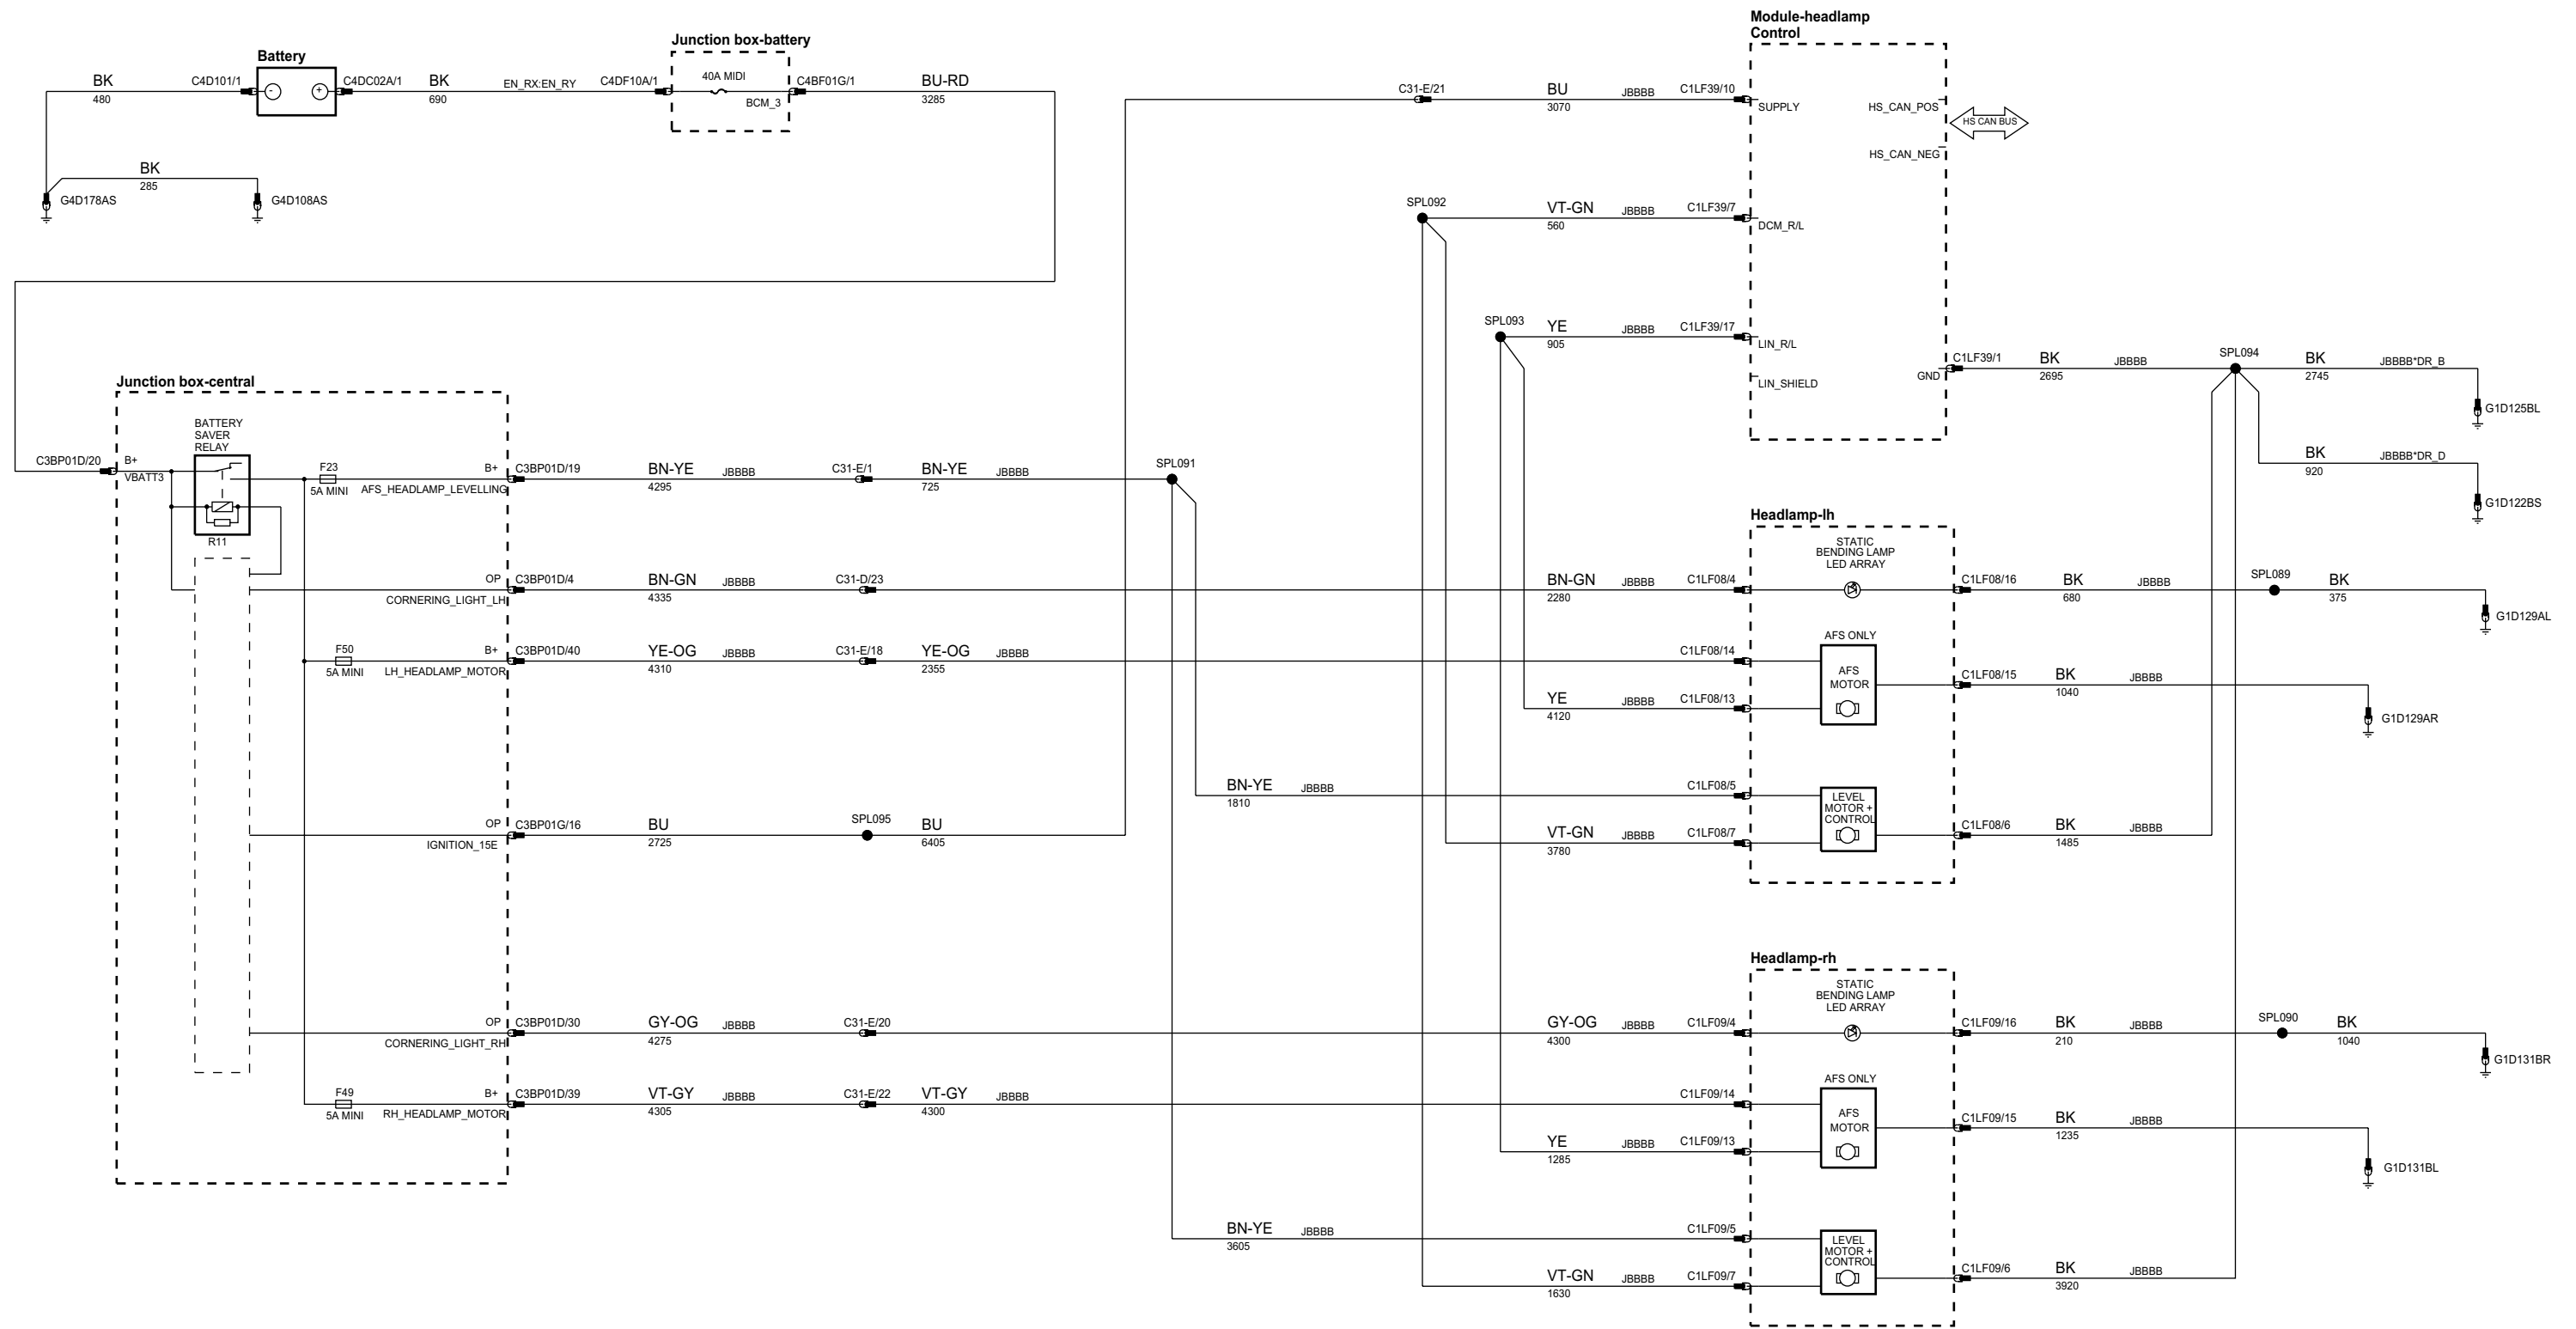 Module-headlamp
Control
Junction box-battery
Battery
BK
480
C4D101/1
-
+
C4DC02A/1
BK
690
EN_RX:EN_RY
C4DF10A/1
40A MIDI
BCM_3
C4BF01G/1
BU-RD
3285
C31-E/21
BU
3070
JBBBB
C1LF39/10
SUPPLY
HS_CAN_POS
HS CAN BUS
HS_CAN_NEG
BK
285
G4D178AS
G4D108AS
SPL092
VT-GN
560
JBBBB
C1LF39/7
DCM_R/L
SPL093
YE
905
JBBBB
C1LF39/17
LIN_R/L
LIN_SHIELD
GND
C1LF39/1
BK
2695
JBBBB
SPL094
BK
2745
JBBBB*DR_B
G1D125BL
BK
920
JBBBB*DR_D
G1D122BS
Junction box-central
BATTERY
SAVER
RELAY
C3BP01D/20
B+
VBATT3
R11
F23
5A MINI
B+
AFS_HEADLAMP_LEVELLING
C3BP01D/19
BN-YE
4295
JBBBB
C31-E/1
BN-YE
725
JBBBB
SPL091
Headlamp-lh
STATIC
BENDING LAMP
LED ARRAY
OP
CORNERING_LIGHT_LH
C3BP01D/4
BN-GN
4335
JBBBB
C31-D/23
BN-GN
2280
JBBBB
C1LF08/4
C1LF08/16
BK
680
JBBBB
SPL089
BK
375
G1D129AL
AFS ONLY
F50
5A MINI
B+
LH_HEADLAMP_MOTOR
C3BP01D/40
YE-OG
4310
JBBBB
C31-E/18
YE-OG
2355
JBBBB
C1LF08/14
AFS
MOTOR
C1LF08/15
BK
1040
JBBBB
G1D129AR
YE
4120
JBBBB
C1LF08/13
BN-YE
1810
JBBBB
C1LF08/5
LEVEL
MOTOR +
CONTROL
OP
IGNITION_15E
C3BP01G/16
BU
2725
SPL095
BU
6405
VT-GN
3780
JBBBB
C1LF08/7
C1LF08/6
BK
1485
JBBBB
Headlamp-rh
STATIC
BENDING LAMP
LED ARRAY
OP
CORNERING_LIGHT_RH
C3BP01D/30
GY-OG
4275
JBBBB
C31-E/20
GY-OG
4300
JBBBB
C1LF09/4
C1LF09/16
BK
210
JBBBB
SPL090
BK
1040
G1D131BR
AFS ONLY
F49
5A MINI
B+
RH_HEADLAMP_MOTOR
C3BP01D/39
VT-GY
4305
JBBBB
C31-E/22
VT-GY
4300
JBBBB
C1LF09/14
AFS
MOTOR
C1LF09/15
BK
1235
JBBBB
G1D131BL
YE
1285
JBBBB
C1LF09/13
BN-YE
3605
JBBBB
C1LF09/5
LEVEL
MOTOR +
CONTROL
VT-GN
1630
JBBBB
C1LF09/7
C1LF09/6
BK
3920
JBBBB